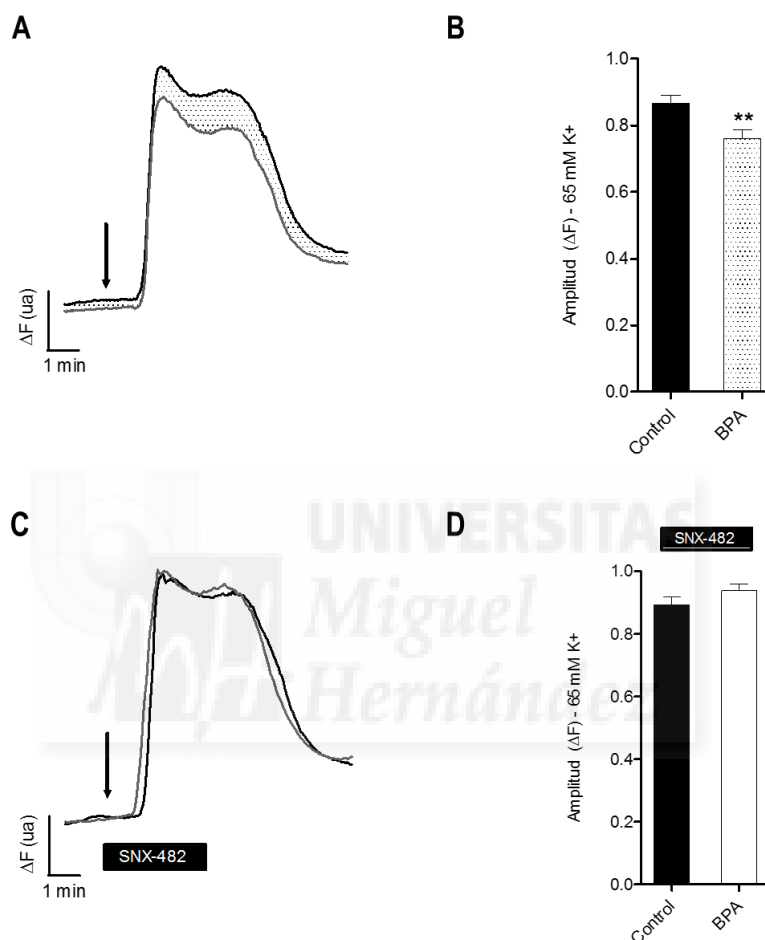 A
ΔF (ua)
1 min
B
Amplitud (ΔF) - 65 mM K+
1.0
0.8
0.6
0.4
0.2
0.0
**
Control
BPA
UNIVERSITAS
Miguel
Hernández
C
ΔF (ua)
1 min
SNX-482
D
SNX-482
Amplitud (ΔF) - 65 mM K+
1.0
0.8
0.6
0.4
0.2
0.0
Control
BPA